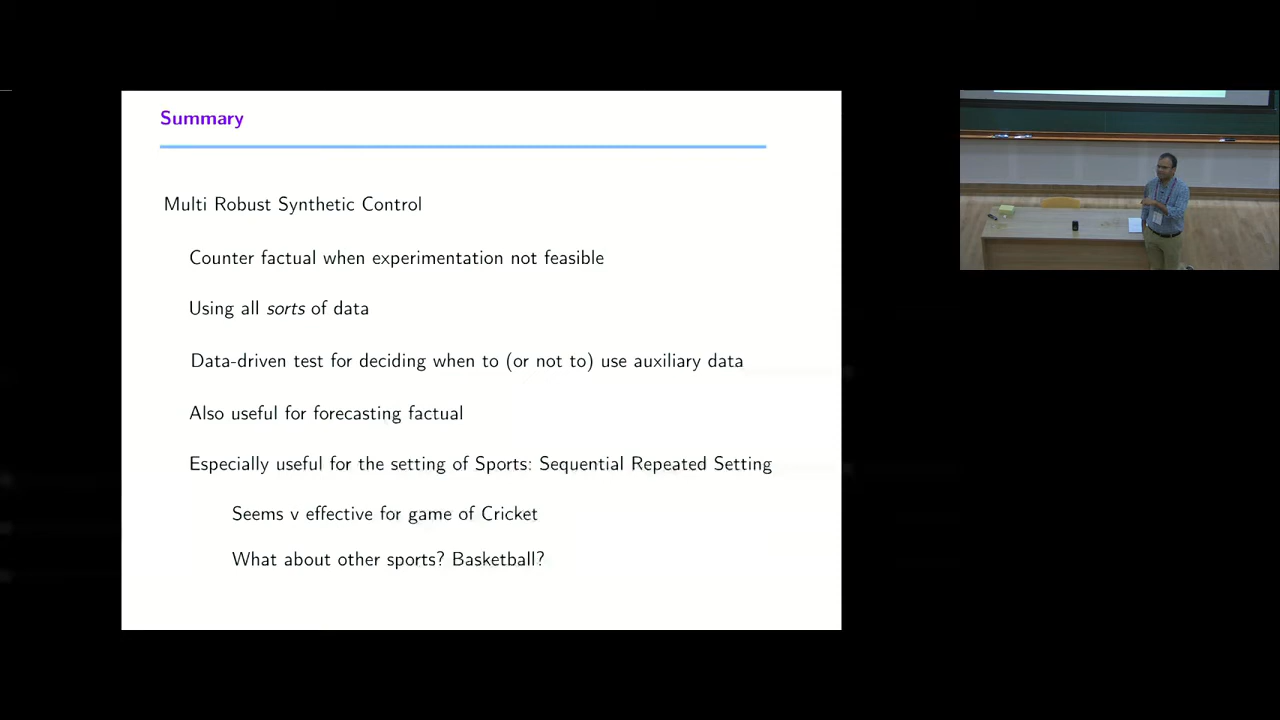 Summary
Multi Robust Synthetic Control
Counter factual when experimentation not feasible
Using all sorts of data
Data-driven test for deciding when to (or not to) use auxiliary data
Also useful for forecasting factual
Especially useful for the setting of Sports: Sequential Repeated Setting
Seems v effective for game of Cricket
What about other sports? Basketball?